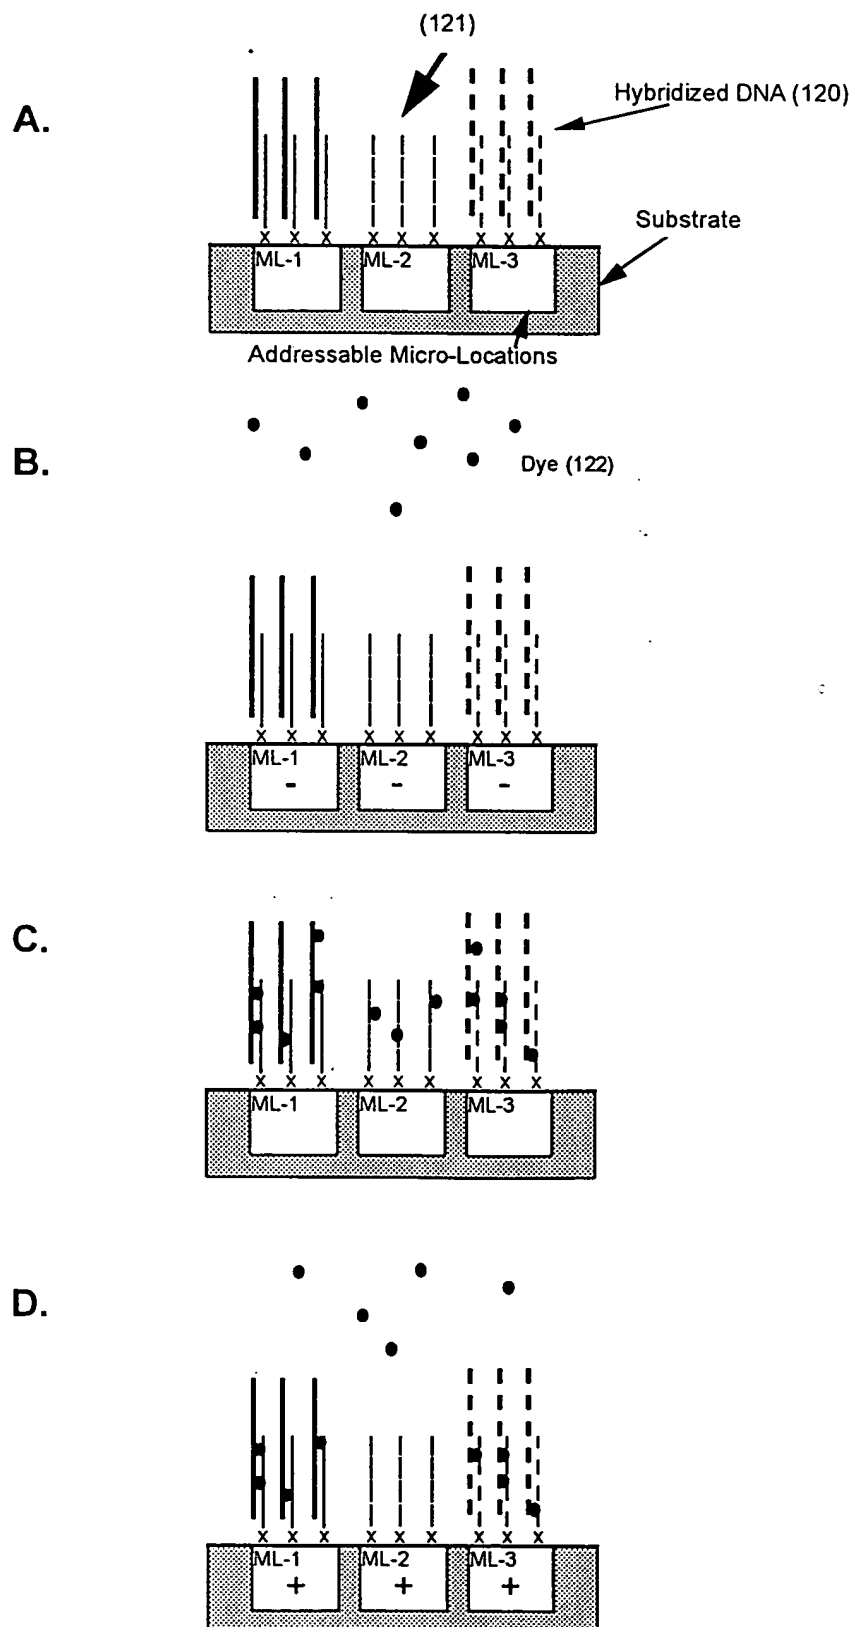 (121)
A.
Hybridized DNA (120)
Substrate
x x x x x x x x x
ML-1 ML-2 ML-3
Addressable Micro-Locations
B.
Dye (122)
x x x x x x x x x
ML-1 ML-2 ML-3
- - -
C.
x x x x x x x x x
ML-1 ML-2 ML-3
D.
x x x x x x x x x
ML-1 ML-2 ML-3
+ + +